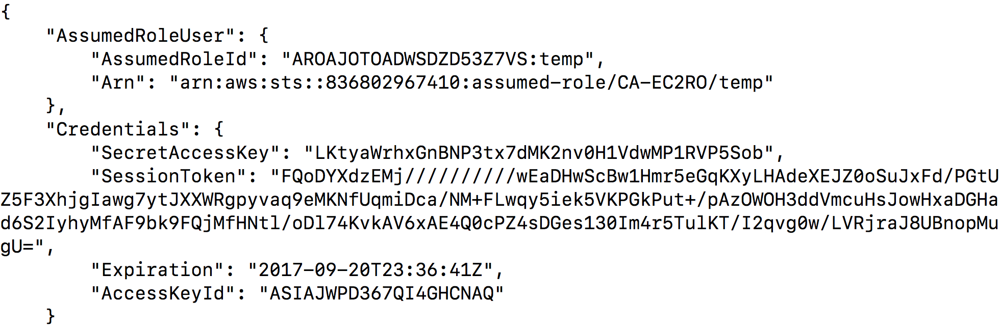 {
    "AssumedRoleUser": {
        "AssumedRoleId": "AROAJOTOADWSDZD53Z7VS:temp",
        "Arn": "arn:aws:sts::836802967410:assumed-role/CA-EC2RO/temp"
    },
    "Credentials": {
        "SecretAccessKey": "LKtyaWrhxGnBNP3tx7dMK2nv0H1VdwMP1RVP5Sob",
        "SessionToken": "FQoDYXdzEMj//////////wEaDHwScBw1Hmr5eGqKXyLHAdeXEJZ0oSuJxFd/PGtU
Z5F3XhjgIawg7ytJXXWRgpyvaq9eMKNfUqmiDca/NM+FLwqy5iek5VKPGkPut+/pAzOWOH3ddVmcuHsJowHxaDGHa
d6S2IyhyMfAF9bk9FQjMfHNtl/oDl74KvkAV6xAE4Q0cPZ4sDGes130Im4r5TulKT/I2qvg0w/LVRjraJ8UBnopMu
gU=",
        "Expiration": "2017-09-20T23:36:41Z",
        "AccessKeyId": "ASIAJWPD367QI4GHCNAQ"
    }